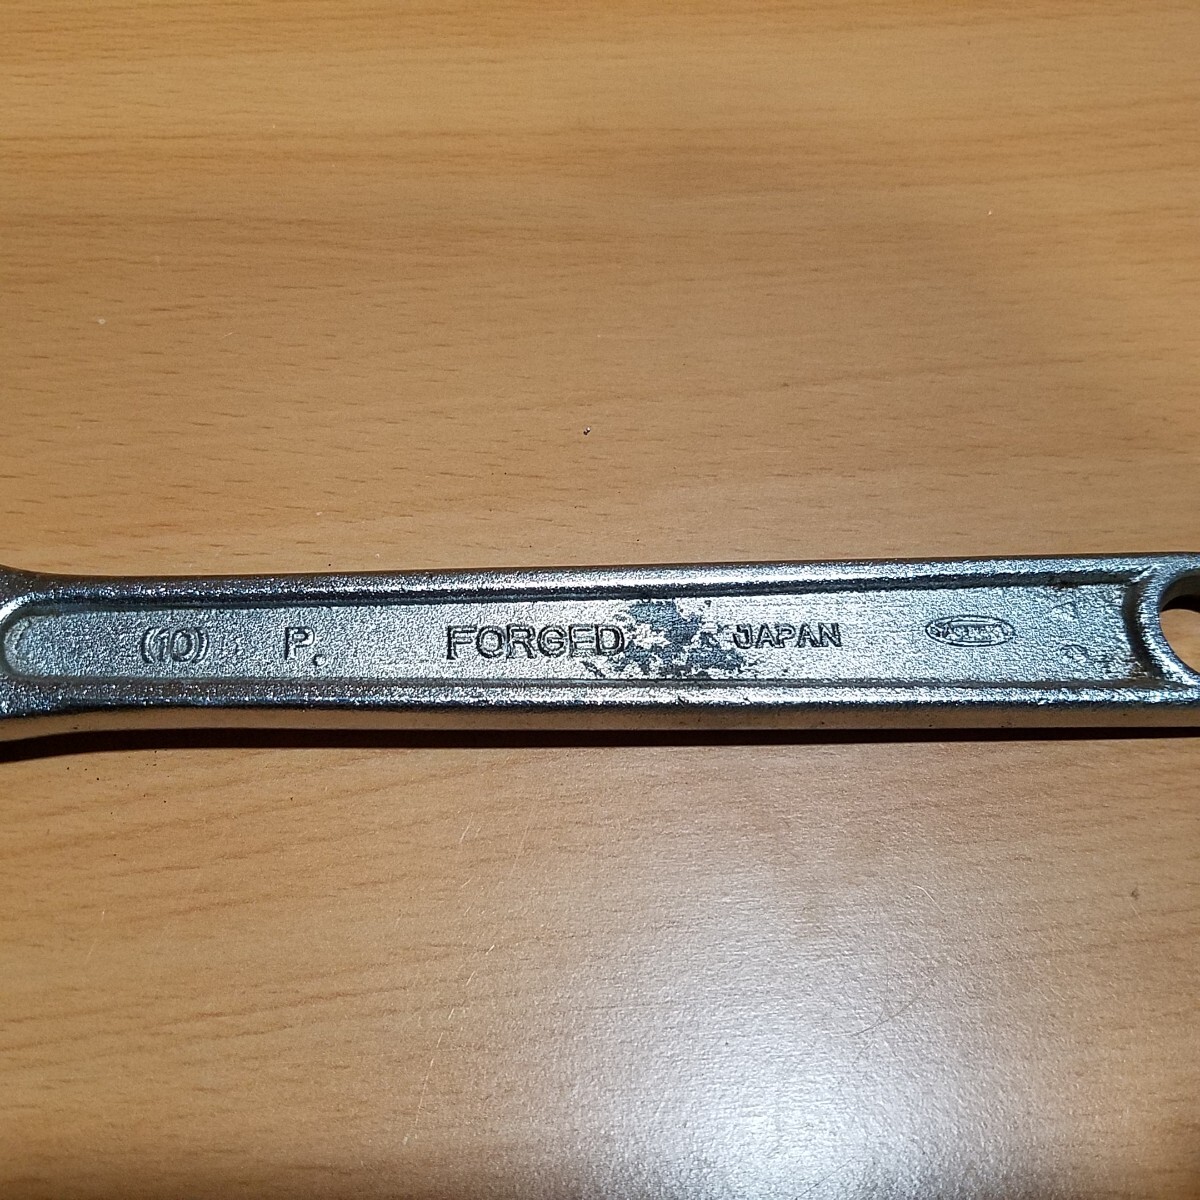 (10) P. FORGED JAPAN